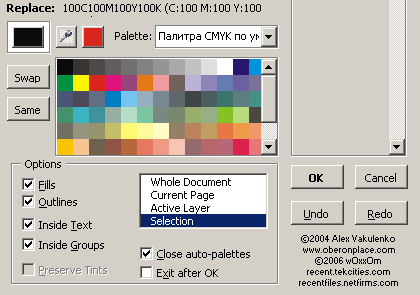 Replace: 100C100M100Y100K (C:100 M:100 Y:100
Palette: Палитра CMYK по ум
Swap
Same
Options
Fills
Outlines
Inside Text
Inside Groups
Preserve Tints
Whole Document
Current Page
Active Layer
Selection
Close auto-palettes
Exit after OK
OK Cancel
Undo Redo
©2004 Alex Vakulenko
www.oberonplace.com
©2006 wOxxOm
recent.tekcities.com
recentfiles.netfirms.com